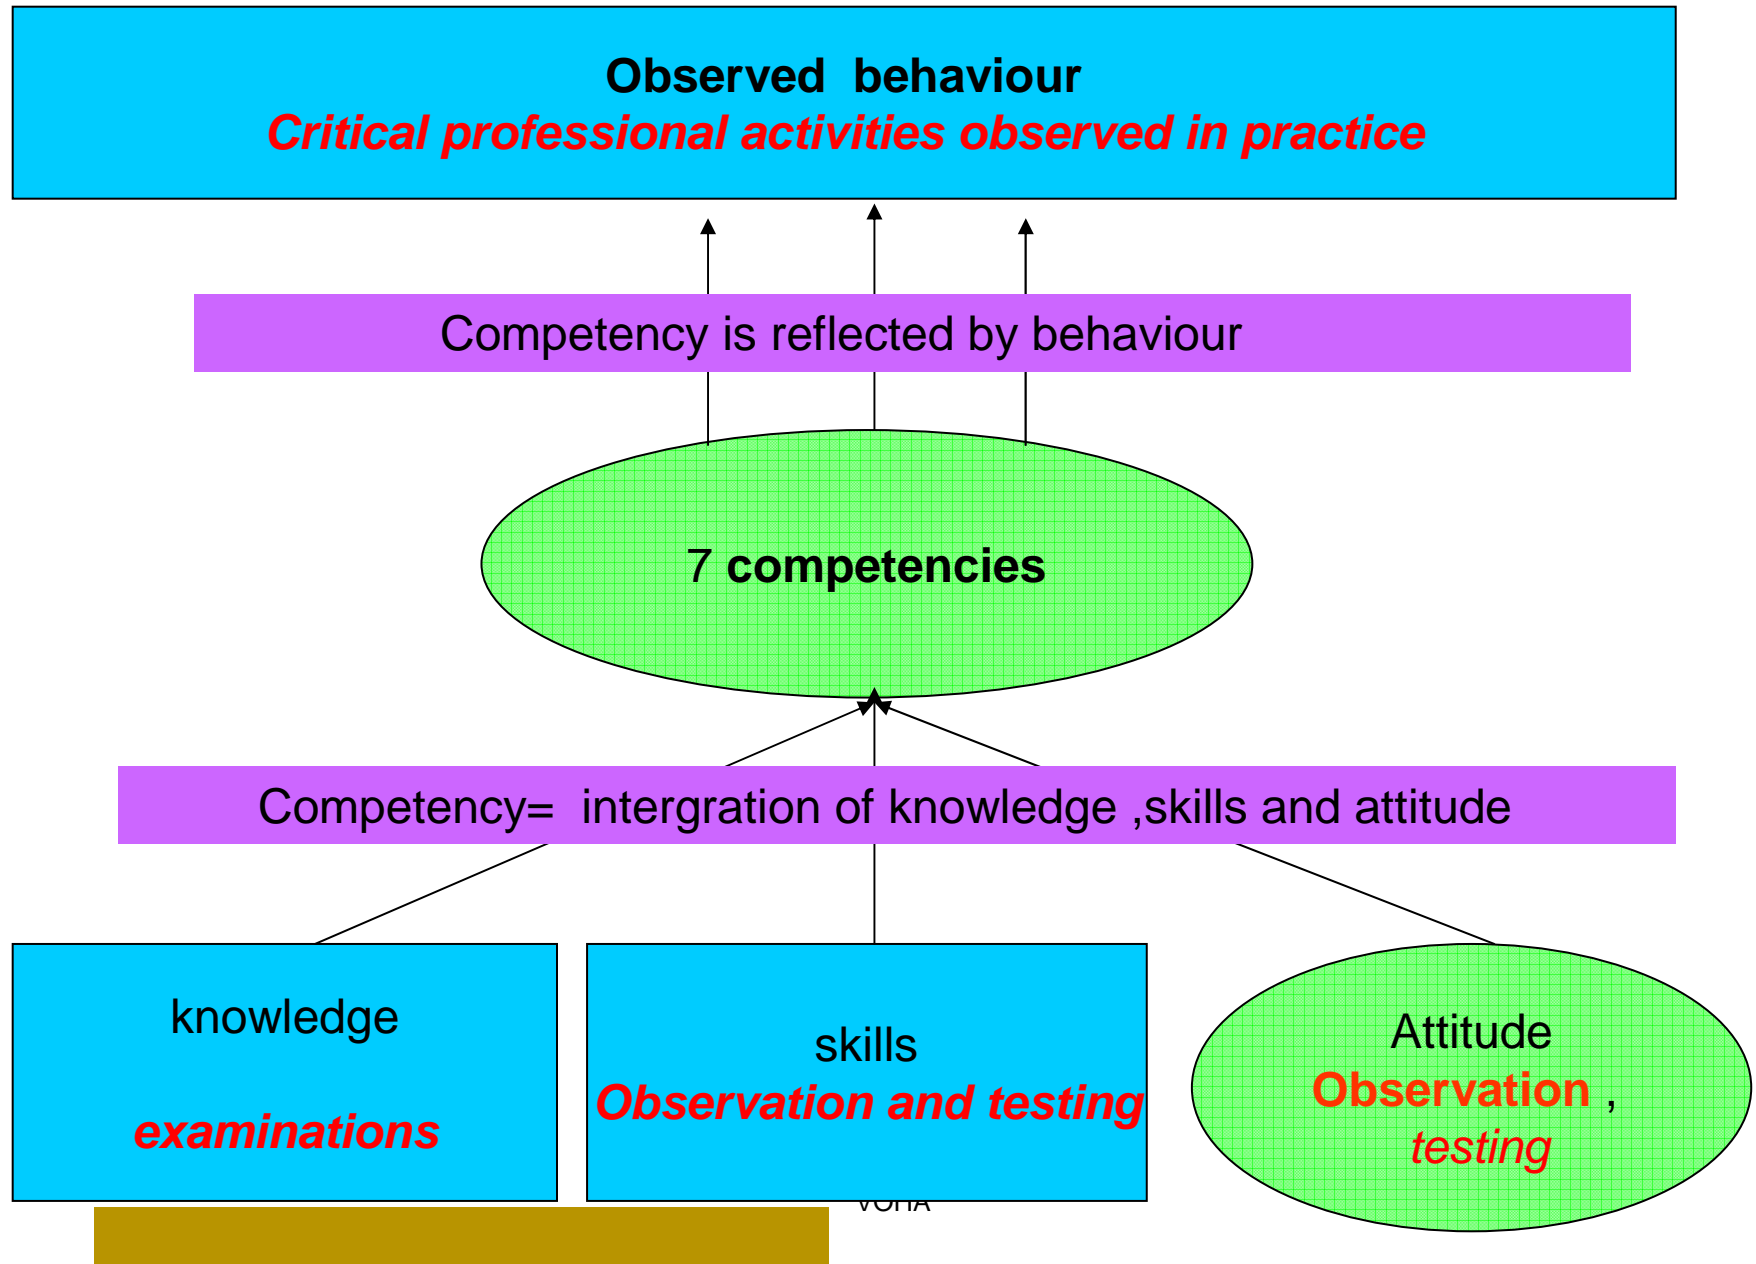 Observed behaviour
Critical professional activities observed in practice
Competency is reflected by behaviour
7 competencies
Competency= intergration of knowledge ,skills and attitude
knowledge
examinations
skills
Observation and testing
Attitude
Observation ,
testing